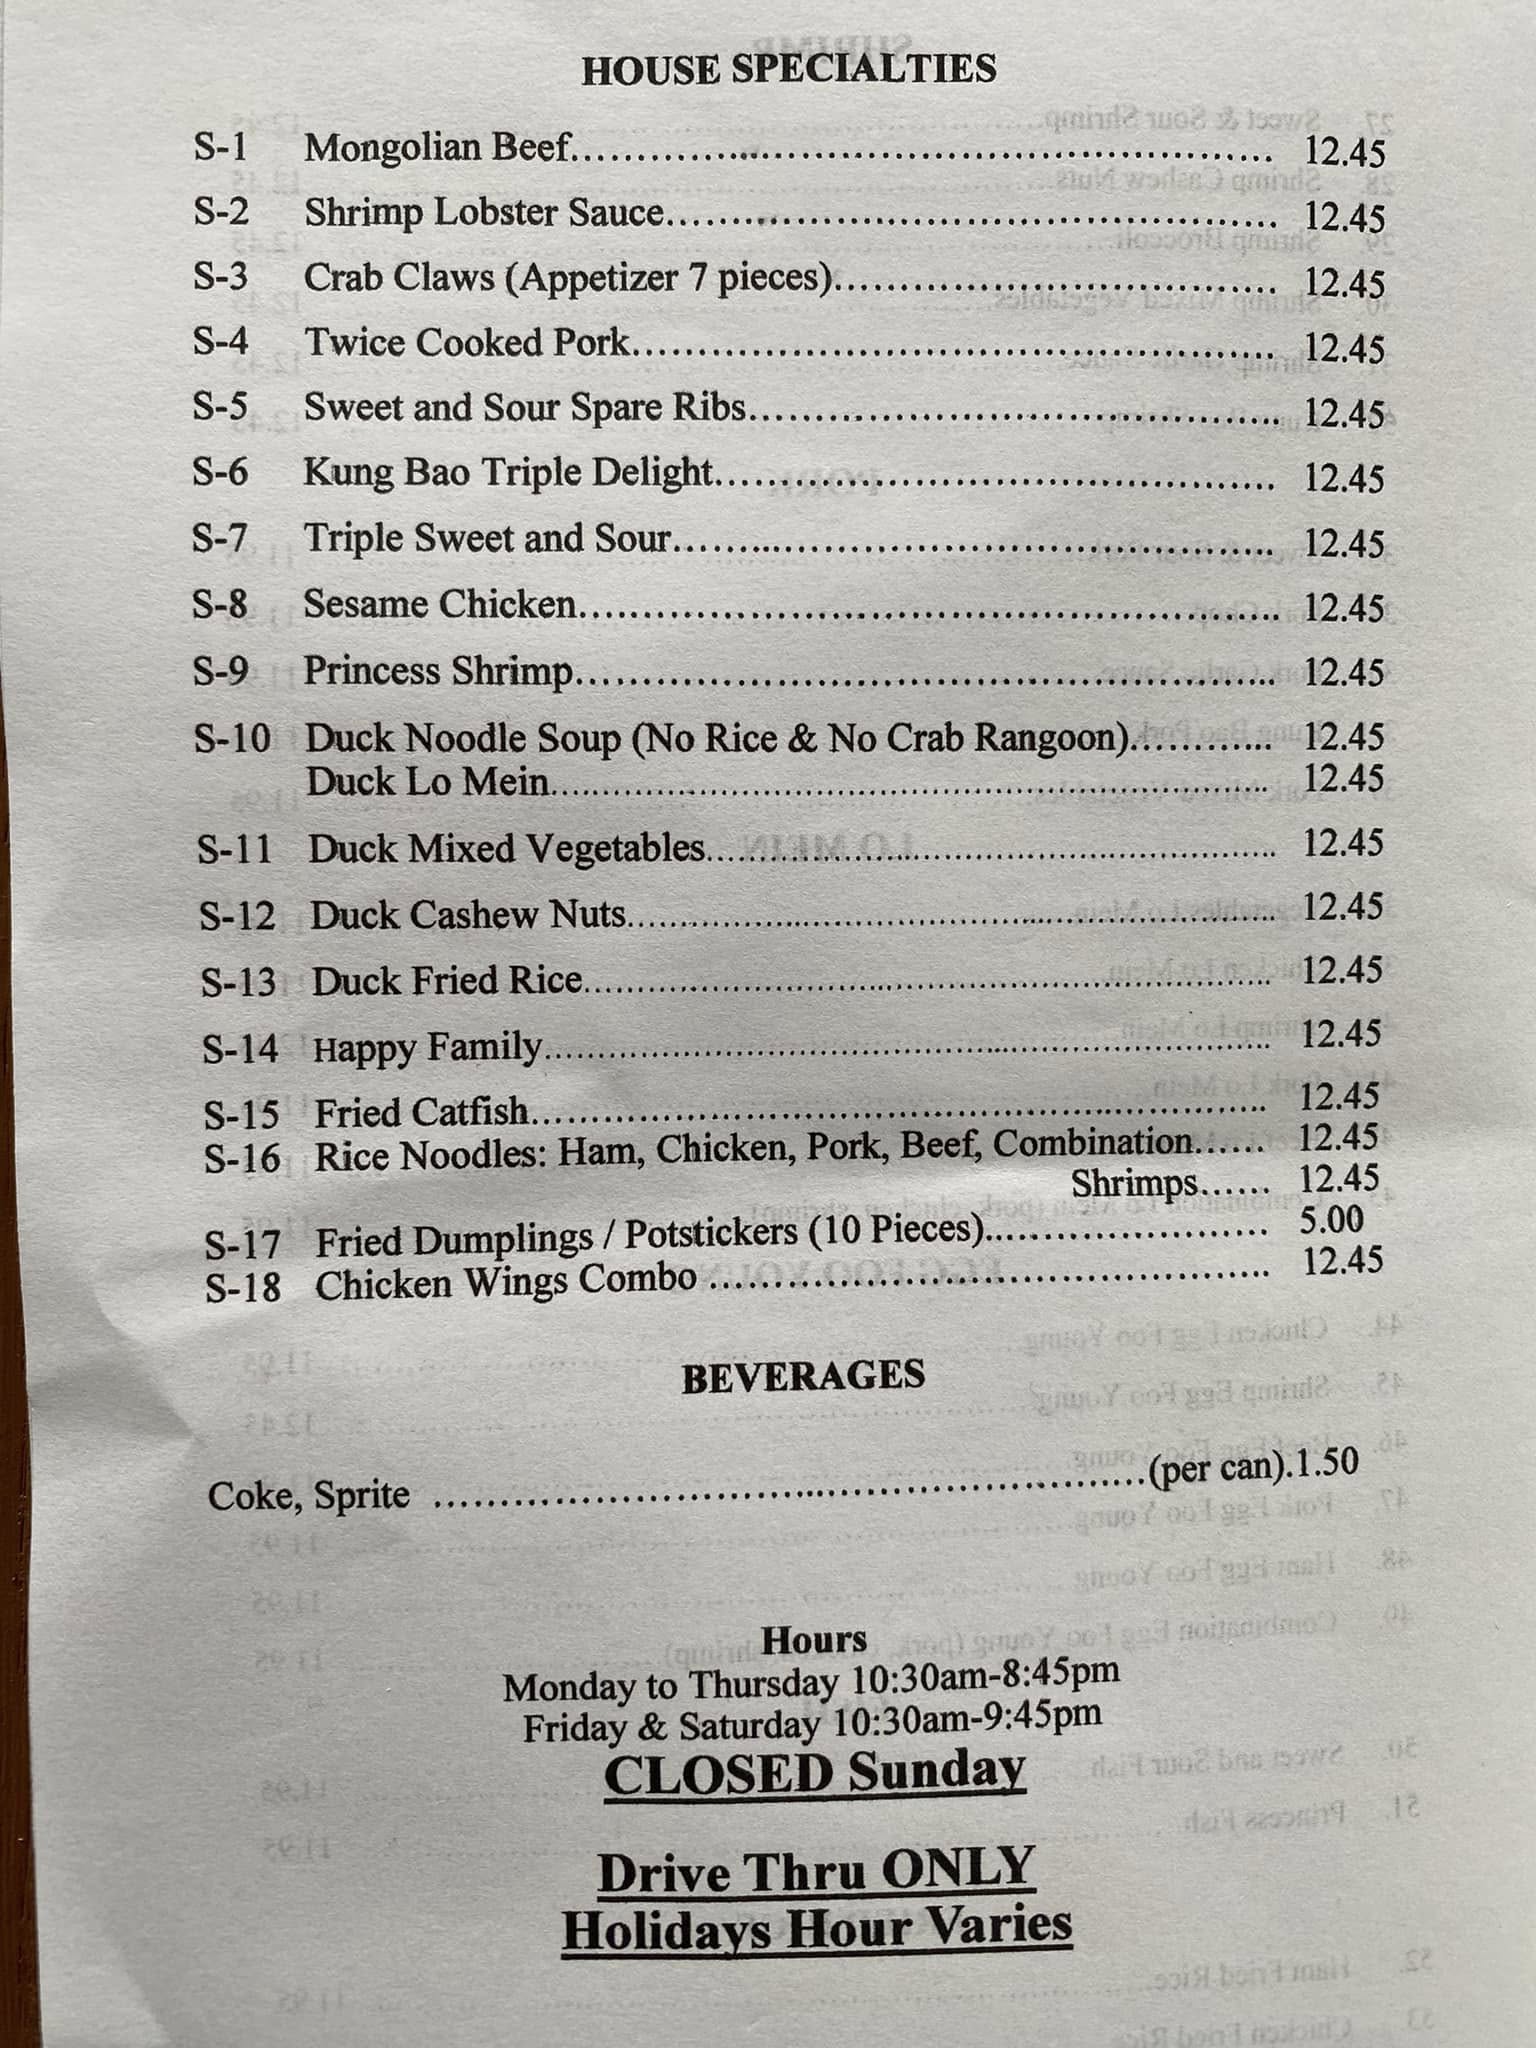 HOUSE SPECIALTIES
S-1 Mongolian Beef................................................ 12.45
S-2 Shrimp Lobster Sauce.......................................... 12.45
S-3 Crab Claws (Appetizer 7 pieces).............................. 12.45
S-4 Twice Cooked Pork............................................. 12.45
S-5 Sweet and Sour Spare Ribs..................................... 12.45
S-6 Kung Bao Triple Delight....................................... 12.45
S-7 Triple Sweet and Sour......................................... 12.45
S-8 Sesame Chicken................................................ 12.45
S-9 Princess Shrimp............................................... 12.45
S-10 Duck Noodle Soup (No Rice & No Crab Rangoon)............ 12.45
Duck Lo Mein...................................................... 12.45
S-11 Duck Mixed Vegetables........................................ 12.45
S-12 Duck Cashew Nuts............................................. 12.45
S-13 Duck Fried Rice.............................................. 12.45
S-14 Happy Family................................................. 12.45
S-15 Fried Catfish................................................ 12.45
S-16 Rice Noodles: Ham, Chicken, Pork, Beef, Combination...... 12.45
Shrimps...... 12.45
S-17 Fried Dumplings / Potstickers (10 Pieces)........................ 5.00
S-18 Chicken Wings Combo .......................................... 12.45
BEVERAGES
Coke, Sprite ......................................................(per can).1.50
Hours
Monday to Thursday 10:30am-8:45pm
Friday & Saturday 10:30am-9:45pm
CLOSED Sunday
Drive Thru ONLY
Holidays Hour Varies